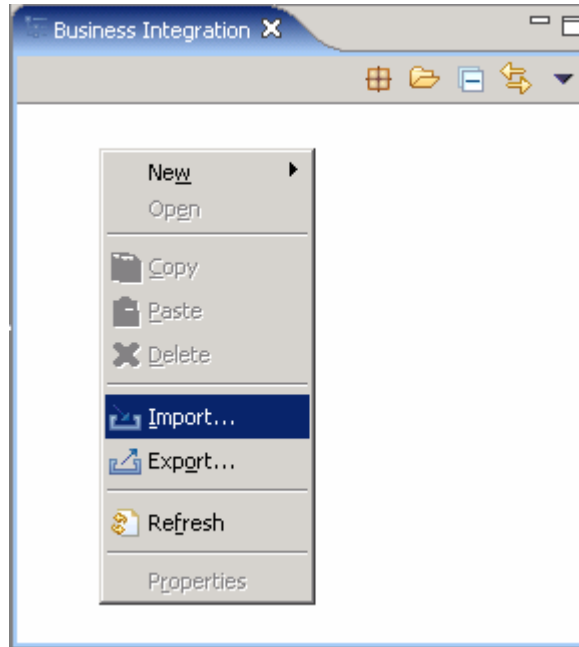 Business Integration
New
Open
Copy
Paste
Delete
Import...
Export...
Refresh
Properties